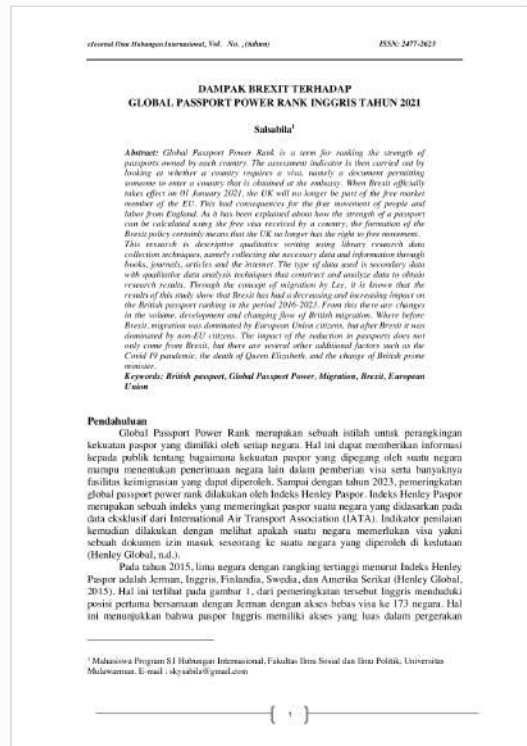 eJournal Ilmu Hubungan Internasional, Vol. No. , (tahun) ISSN: 2477-2623
DAMPAK BREXIT TERHADAP
GLOBAL PASSPORT POWER RANK INGGRIS TAHUN 2021
Salsabila¹
Abstract: Global Passport Power Rank is a term for ranking the strength of
passports owned by each country. The assessment indicator is then carried out by
looking at whether a country requires a visa, namely a document permitting
someone to enter a country that is obtained at the embassy. When Brexit officially
takes effect on 01 January 2021, the UK will no longer be part of the free market
member of the EU. This had consequences for the free movement of people and
labor from England. As it has been explained about how the strength of a passport
can be calculated using the free visa received by a country, the formation of the
Brexit policy certainly means that the UK no longer has the right to free movement.
This research is descriptive qualitative writing using library research data
collection techniques, namely collecting the necessary data and information through
books, journals, articles and the internet. The type of data used is secondary data
with qualitative data analysis techniques that construct and analyze data to obtain
research results. Through the concept of migration by Lee, it is known that the
results of this study show that Brexit has had a decreasing and increasing impact on
the British passport ranking in the period 2016-2023. From this there are changes
in the volume, development and changing flow of British migration. Where before
Brexit, migration was dominated by European Union citizens, but after Brexit it was
dominated by non-EU citizens. The impact of the reduction in passports does not
only come from Brexit, but there are several other additional factors such as the
Covid 19 pandemic, the death of Queen Elizabeth, and the change of British prime
minister.
Keywords: British passport, Global Passport Power, Migration, Brexit, European
Union
Pendahuluan
Global Passport Power Rank merupakan sebuah istilah untuk perangkingan
kekuatan paspor yang dimiliki oleh setiap negara. Hal ini dapat memberikan informasi
kepada publik tentang bagaimana kekuatan paspor yang dipegang oleh suatu negara
mampu menentukan penerimaan negara lain dalam pemberian visa serta banyaknya
fasilitas keimigrasian yang dapat diperoleh. Sampai dengan tahun 2023, pemeringkatan
global passport power rank dilakukan oleh Indeks Henley Paspor. Indeks Henley Paspor
merupakan sebuah indeks yang memeringkat paspor suatu negara yang didasarkan pada
data eksklusif dari International Air Transport Association (IATA). Indikator penilaian
kemudian dilakukan dengan melihat apakah suatu negara memerlukan visa yakni
sebuah dokumen izin masuk seseorang ke suatu negara yang diperoleh di kedutaan
(Henley Global, n.d.).
Pada tahun 2015, lima negara dengan rangking tertinggi menurut Indeks Henley
Paspor adalah Jerman, Inggris, Finlandia, Swedia, dan Amerika Serikat (Henley Global,
2015). Hal ini terlihat pada gambar 1, dari pemeringkatan tersebut Inggris menduduki
posisi pertama bersamaan dengan Jerman dengan akses bebas visa ke 173 negara. Hal
ini menunjukkan bahwa paspor Inggris memiliki akses yang luas dalam pergerakan
¹ Mahasiswa Program S1 Hubungan Internasional, Fakultas Ilmu Sosial dan Ilmu Politik, Universitas
Mulawarman. E-mail : skysabila@gmail.com
1